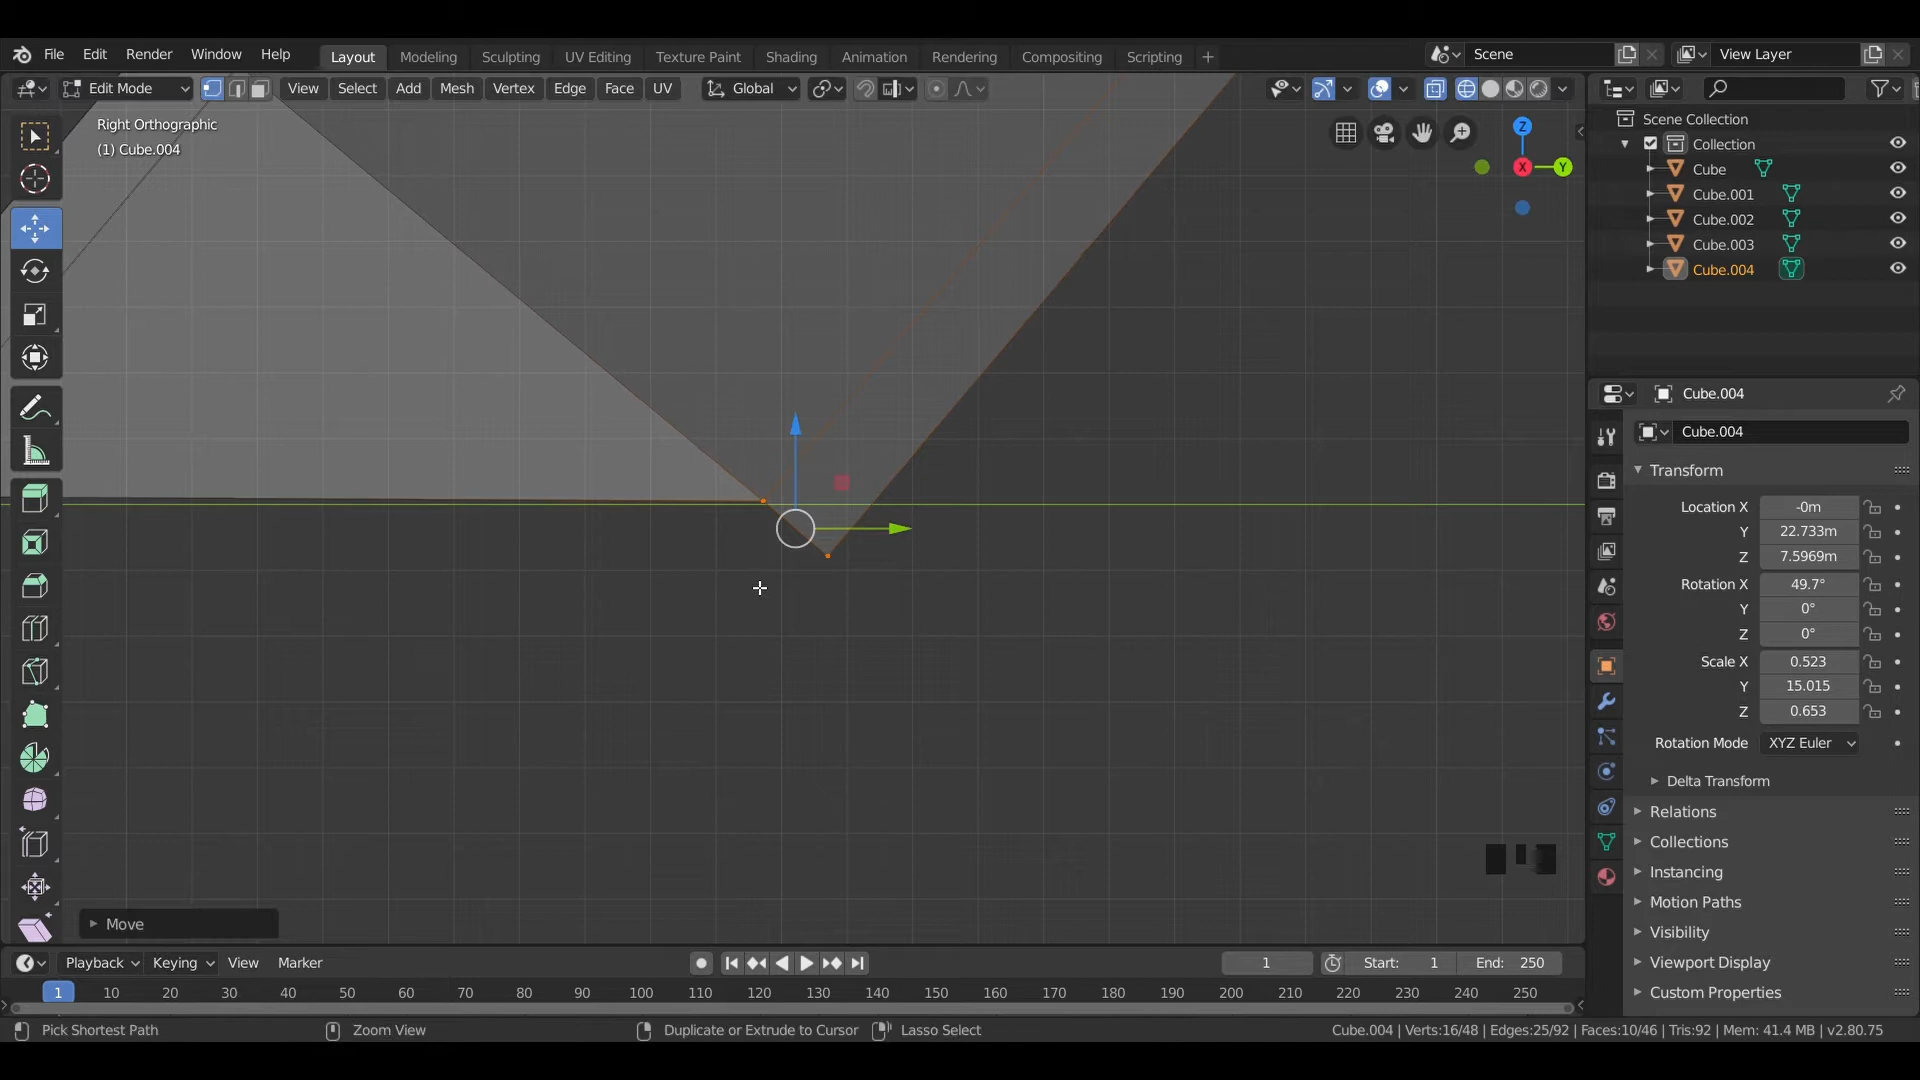 File Edit Render Window Help Layout Modeling Sculpting UV Editing Texture Paint Shading Animation Rendering Compositing Scripting + Scene View Layer
Edit Mode View Select Add Mesh Vertex Edge Face UV Global
Right Orthographic
(1) Cube.004
Z
X
Y
Scene Collection
Collection
Cube
Cube.001
Cube.002
Cube.003
Cube.004
Cube.004
Cube.004
Transform
Location X -0m
Y 22.733m
Z 7.5969m
Rotation X 49.7°
Y 0°
Z 0°
Scale X 0.523
Y 15.015
Z 0.653
Rotation Mode XYZ Euler
Delta Transform
Relations
Collections
Instancing
Motion Paths
Visibility
Viewport Display
Custom Properties
Move
Playback Keying View Marker 1 Start: 1 End: 250
1 10 20 30 40 50 60 70 80 90 100 110 120 130 140 150 160 170 180 190 200 210 220 230 240 250
Pick Shortest Path Zoom View Duplicate or Extrude to Cursor Lasso Select Cube.004 | Verts:16/48 | Edges:25/92 | Faces:10/46 | Tris:92 | Mem: 41.4 MB | v2.80.75